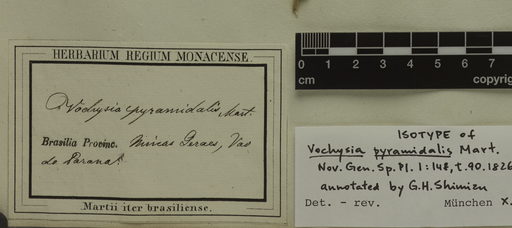 HERBARIUM REGIUM MONACENSE.
Vochysia pyramidalis Mart.
Brasilia Provinc. Minas Geraes, Vao
do Paranà.
Martii iter brasiliense.
0 1 2 3 4 5 6 7
cm copyrig
ISOTYPE of
Vochysia pyramidalis Mart.
Nov. Gen. Sp. Pl. 1:148, t.90. 1826
annotated by G.H. Shimizu
Det. - rev. München X.